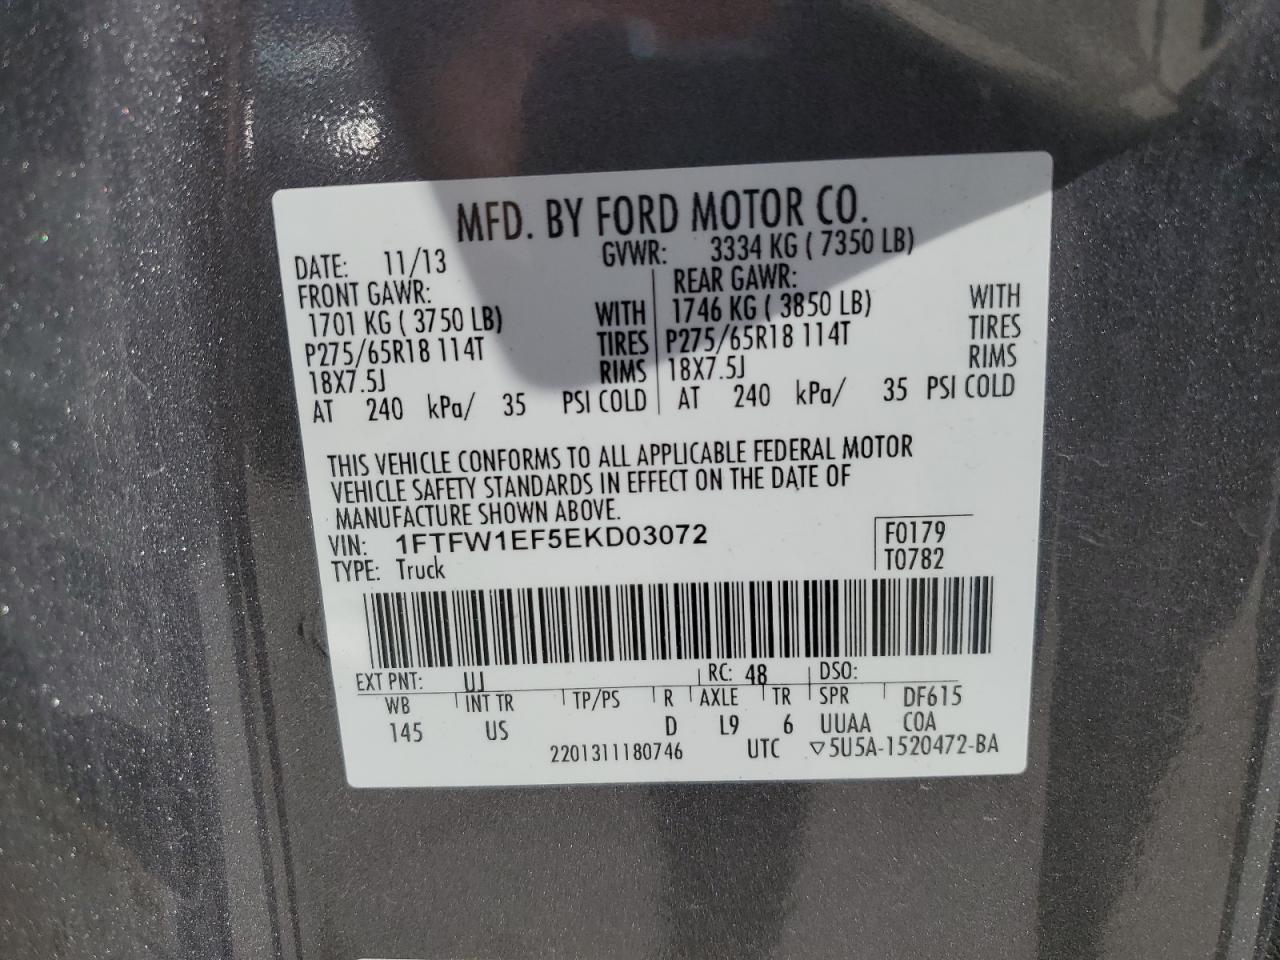 MFD. BY FORD MOTOR CO.
DATE: 11/13 GVWR: 3334 KG ( 7350 LB)
FRONT GAWR: REAR GAWR:
1701 KG ( 3750 LB) WITH 1746 KG ( 3850 LB) WITH
P275/65R18 114T TIRES P275/65R18 114T TIRES
18X7.5J RIMS 18X7.5J RIMS
AT 240 kPa/ 35 PSI COLD AT 240 kPa/ 35 PSI COLD
THIS VEHICLE CONFORMS TO ALL APPLICABLE FEDERAL MOTOR
VEHICLE SAFETY STANDARDS IN EFFECT ON THE DATE OF
MANUFACTURE SHOWN ABOVE.
VIN: 1FTFW1EF5EKD03072 F0179
TYPE: Truck T0782
EXT PNT: UJ RC: 48 DSO:
WB INT TR TP/PS R AXLE TR SPR DF615
145 US D L9 6 UUAA COA
2201311180746 UTC ▽5U5A-1520472-BA